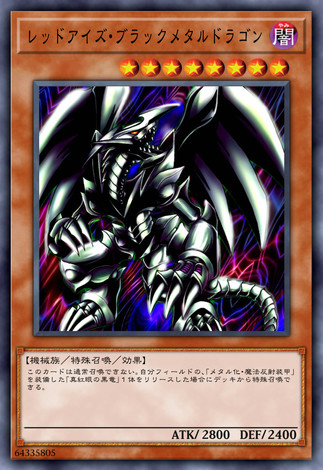 レッドアイズ・ブラックメタルドラゴン
やみ
闇
【機械族／特殊召喚／効果】
このカードは通常召喚できない。自分フィールドの、「メタル化・魔法反射装甲」
を装備した「真紅眼の黒竜」１体をリリースした場合にデッキから特殊召喚で
きる。
ATK/ 2800 DEF/2400
64335805